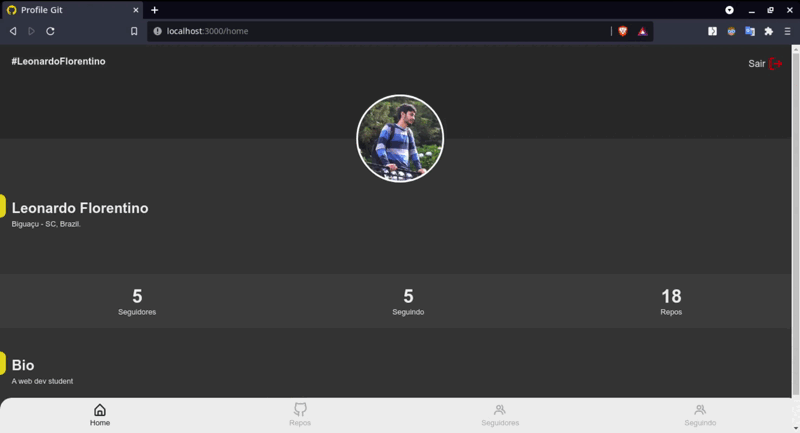 Profile Git
localhost:3000/home
#LeonardoFlorentino
Sair
Leonardo Florentino
Biguaçu - SC, Brazil.
5
5
18
Seguidores
Seguindo
Repos
Bio
A web dev student
Home
Repos
Seguidores
Seguindo